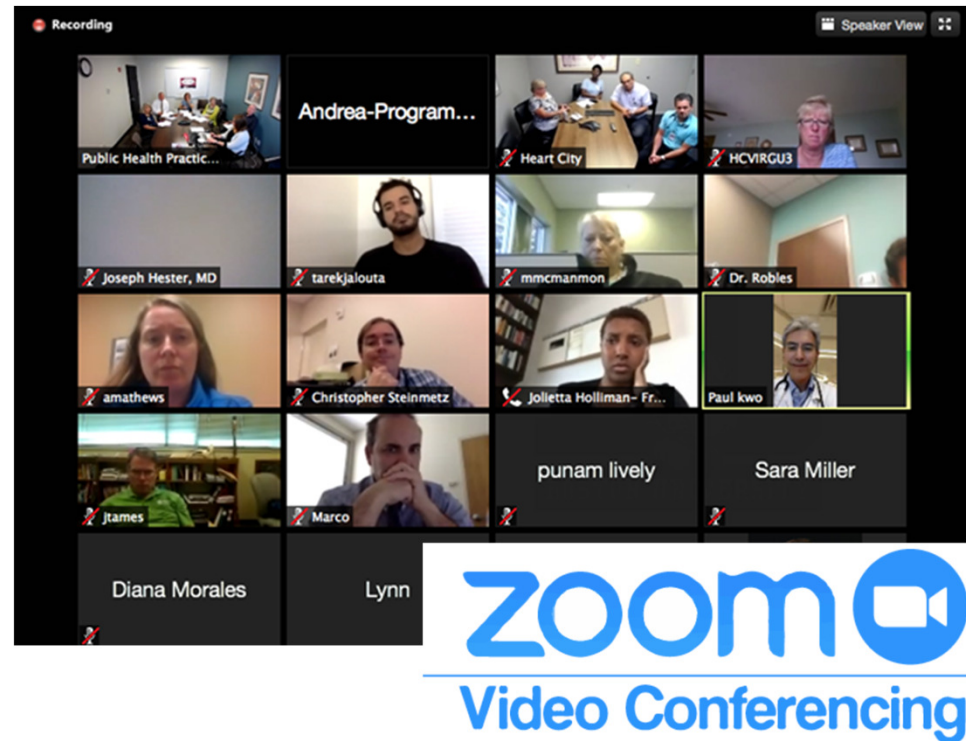 Recording
Speaker View
Public Health Practic...
Andrea-Program...
Heart City
HCVIRGU3
Joseph Hester, MD
tarekjalouta
mmcmanmon
Dr. Robles
amathews
Christopher Steinmetz
Jolietta Holliman- Fr...
Paul kwo
jtames
Marco
punam lively
Sara Miller
Diana Morales
Lynn
zoom
Video Conferencing